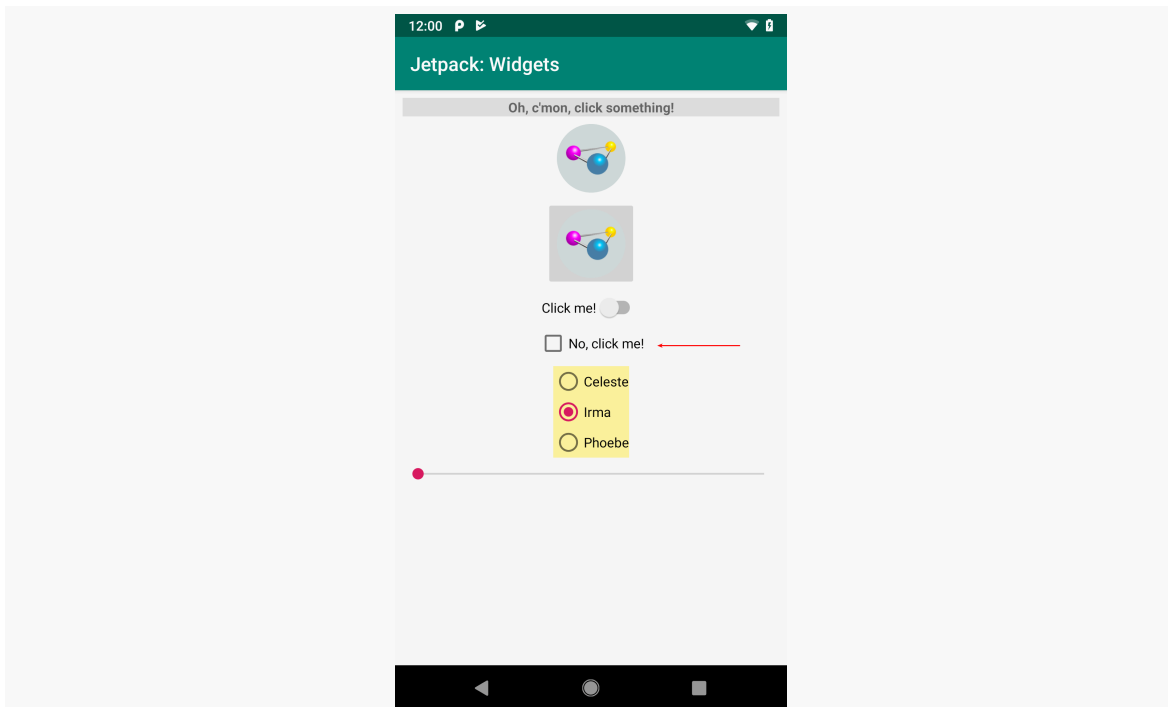 12:00
Jetpack: Widgets
Oh, c'mon, click something!
Click me!
No, click me!
Celeste
Irma
Phoebe